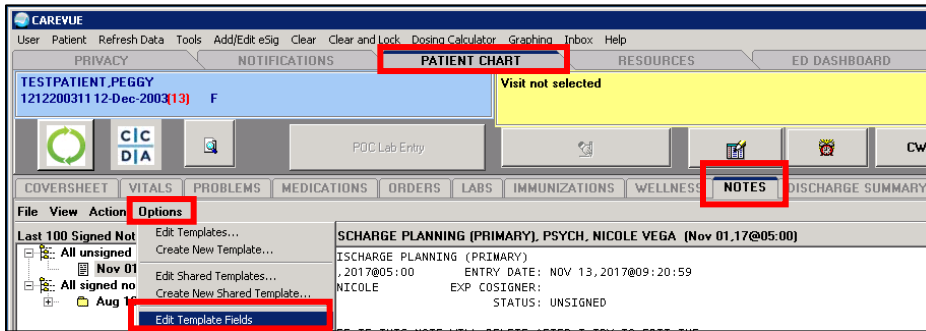 CAREVUE
User Patient Refresh Data Tools Add/Edit eSig Clear Clear and Lock Dosing Calculator Graphing Inbox Help
PRIVACY NOTIFICATIONS PATIENT CHART RESOURCES ED DASHBOARD
TESTPATIENT,PEGGY Visit not selected
1212200311 12-Dec-2003(13) F
C C
D A POC Lab Entry CW
COVERSHEET VITALS PROBLEMS MEDICATIONS ORDERS LABS IMMUNIZATIONS WELLNESS NOTES DISCHARGE SUMMARY
File View Action Options
Last 100 Signed Not Edit Templates... SCHARGE PLANNING (PRIMARY), PSYCH, NICOLE VEGA (Nov 01,17@05:00)
All unsigned Create New Template... ISCHARGE PLANNING (PRIMARY)
Nov 01 Edit Shared Templates... ,2017@05:00 ENTRY DATE: NOV 13,2017@09:20:59
All signed no Create New Shared Template... NICOLE EXP COSIGNER:
Aug 1 STATUS: UNSIGNED
Edit Template Fields